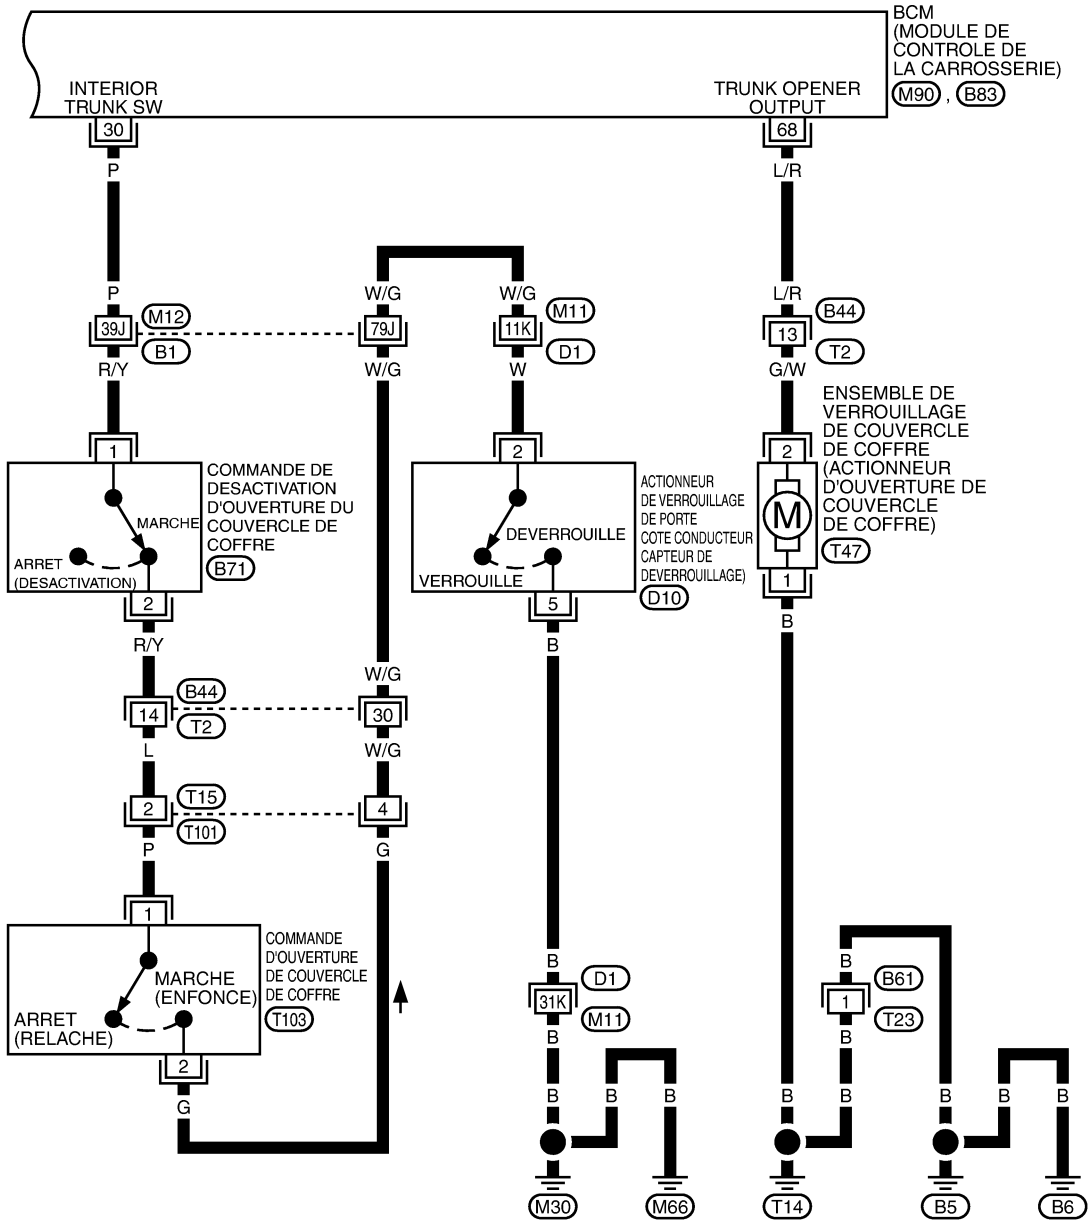 BCM
(MODULE DE
CONTROLE DE
LA CARROSSERIE)
M90 , B83
INTERIOR
TRUNK SW
TRUNK OPENER
OUTPUT
30
68
P
L/R
P
W/G
W/G
L/R
39J
M12
B1
79J
11K
M11
D1
13
B44
T2
R/Y
W/G
W
G/W
1
2
2
COMMANDE DE
DESACTIVATION
D'OUVERTURE DU
COUVERCLE DE
COFFRE
B71
MARCHE
ARRET
(DESACTIVATION)
ACTIONNEUR
DE VERROUILLAGE
DE PORTE
COTE CONDUCTEUR
CAPTEUR DE
DEVERROUILLAGE)
D10
DEVERROUILLE
VERROUILLE
ENSEMBLE DE
VERROUILLAGE
DE COUVERCLE
DE COFFRE
(ACTIONNEUR
D'OUVERTURE DE
COUVERCLE
DE COFFRE)
T47
M
2
5
1
R/Y
B
B
W/G
14
B44
T2
30
L
W/G
2
T15
T101
4
P
G
1
COMMANDE
D'OUVERTURE
DE COUVERCLE
DE COFFRE
T103
MARCHE
(ENFONCE)
ARRET
(RELACHE)
2
G
B
31K
D1
M11
B
B
B
B
1
B61
T23
B
B
B
B
B
B
B
M30
M66
T14
B5
B6